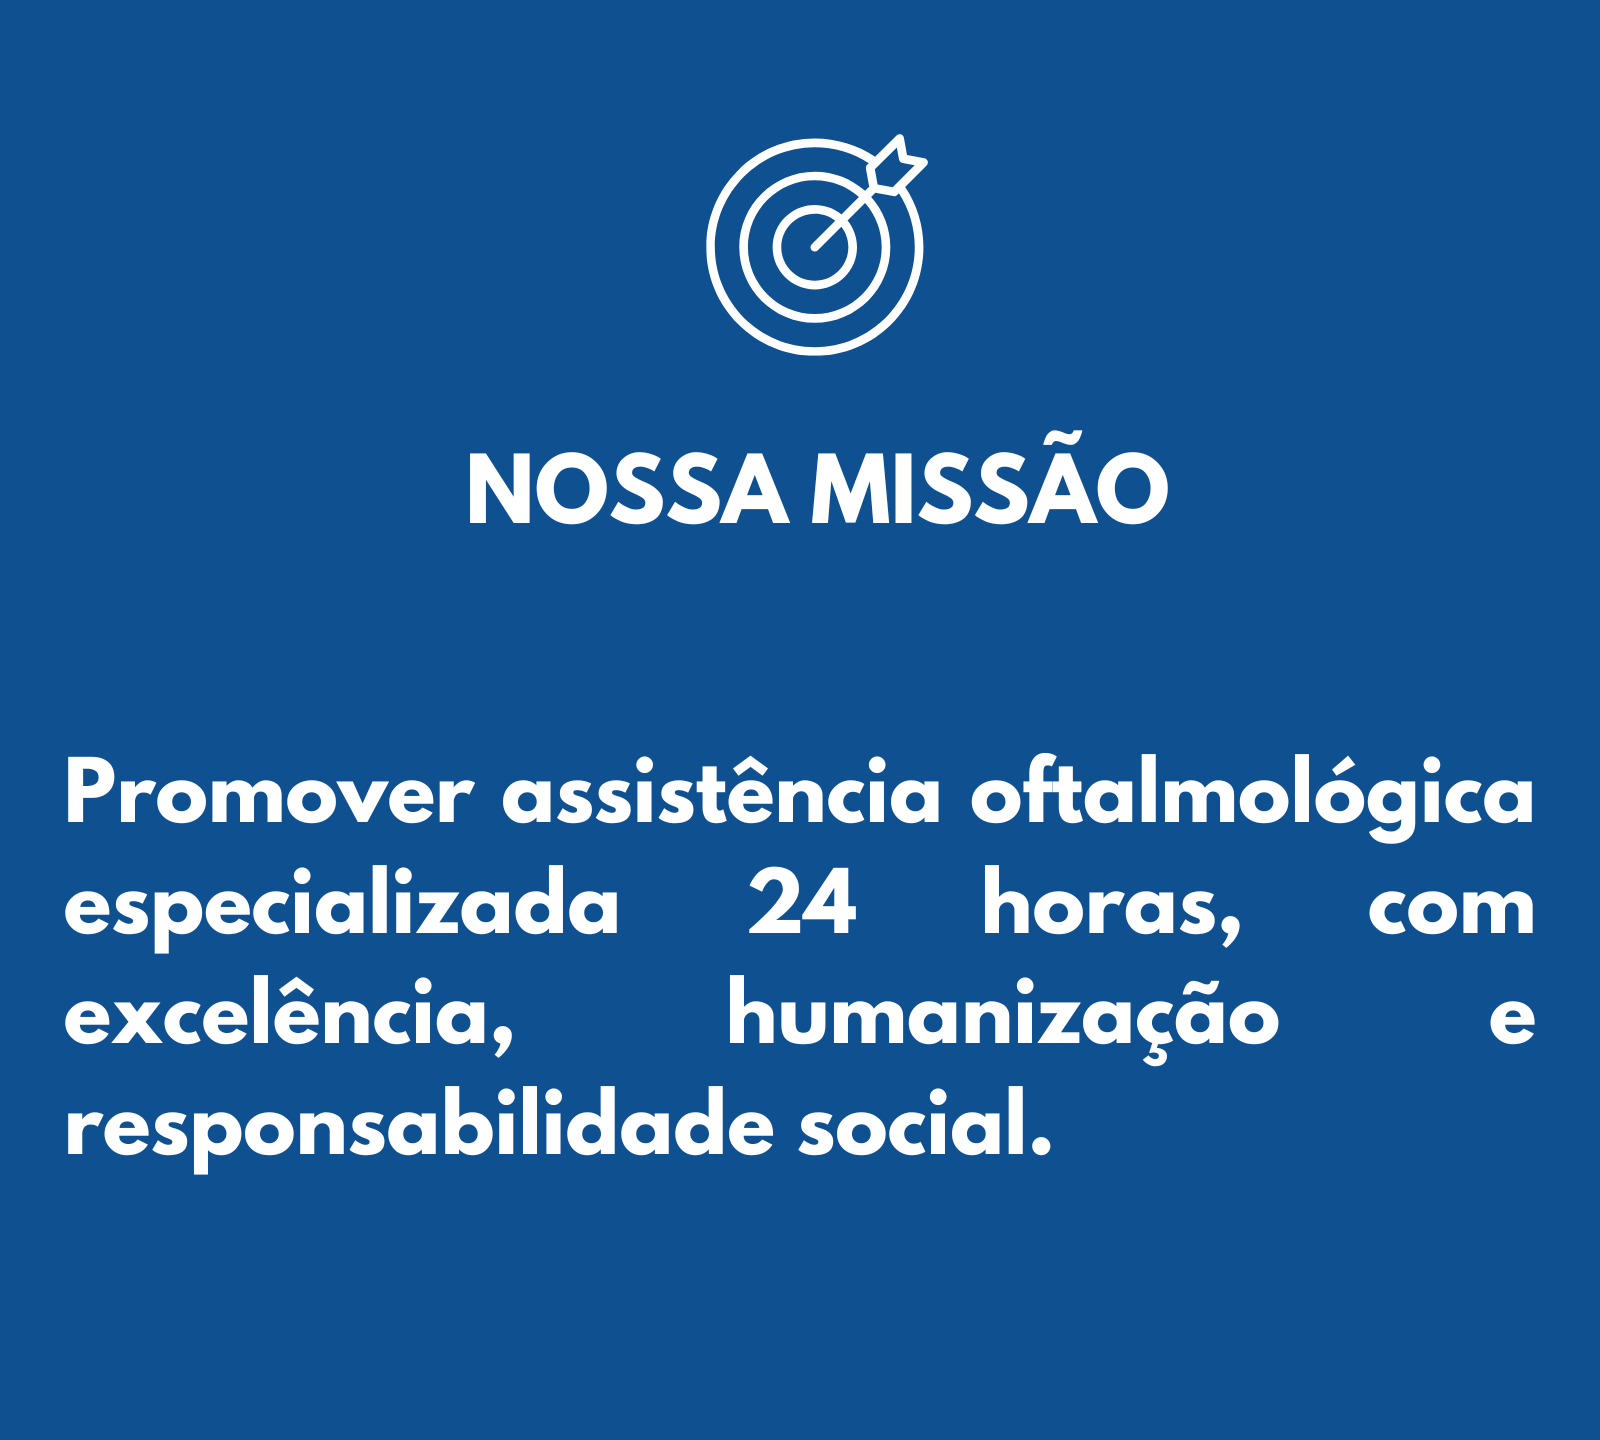 NOSSA MISSÃO
Promover assistência oftalmológica
especializada 24 horas, com
excelência, humanização e
responsabilidade social.